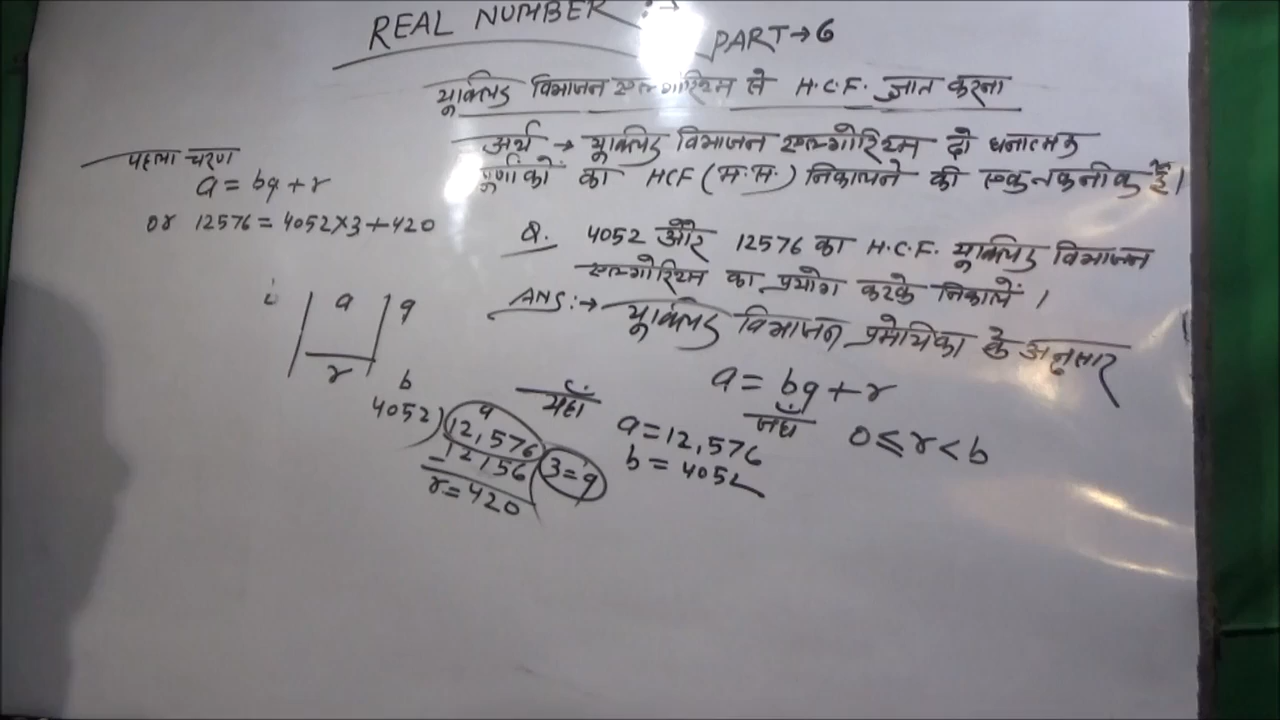 REAL NUMBER :→
PART→6
यूक्लिड विभाजन एल्गोरिथ्म से H.C.F. ज्ञात करना
अर्थ → यूक्लिड विभाजन एल्गोरिथ्म दो धनात्मक
पूर्णांकों का HCF (म.स.) निकालने की एक तकनीक है।
पहला चरण
a = bq + r
or 12576 = 4052×3+420
Q. 4052 और 12576 का H.C.F. यूक्लिड विभाजन
एल्गोरिथ्म का प्रयोग करके निकालें।
ANS:→ यूक्लिड विभाजन प्रमेयिका के अनुसार
a = bq + r
जहाँ 0 ≤ r < b
यहाँ a = 12,576
b = 4052
a q
r
b
a
4052) 12,576
-12156 (3=q
r=420